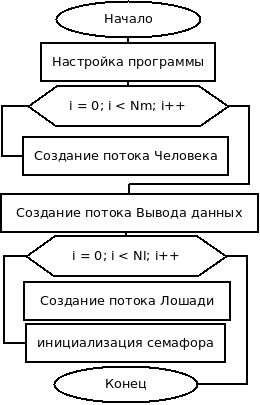 Начало
Настройка программы
i = 0; i < Nm; i++
Создание потока Человека
Создание потока Вывода данных
i = 0; i < Nl; i++
Создание потока Лошади
инициализация семафора
Конец